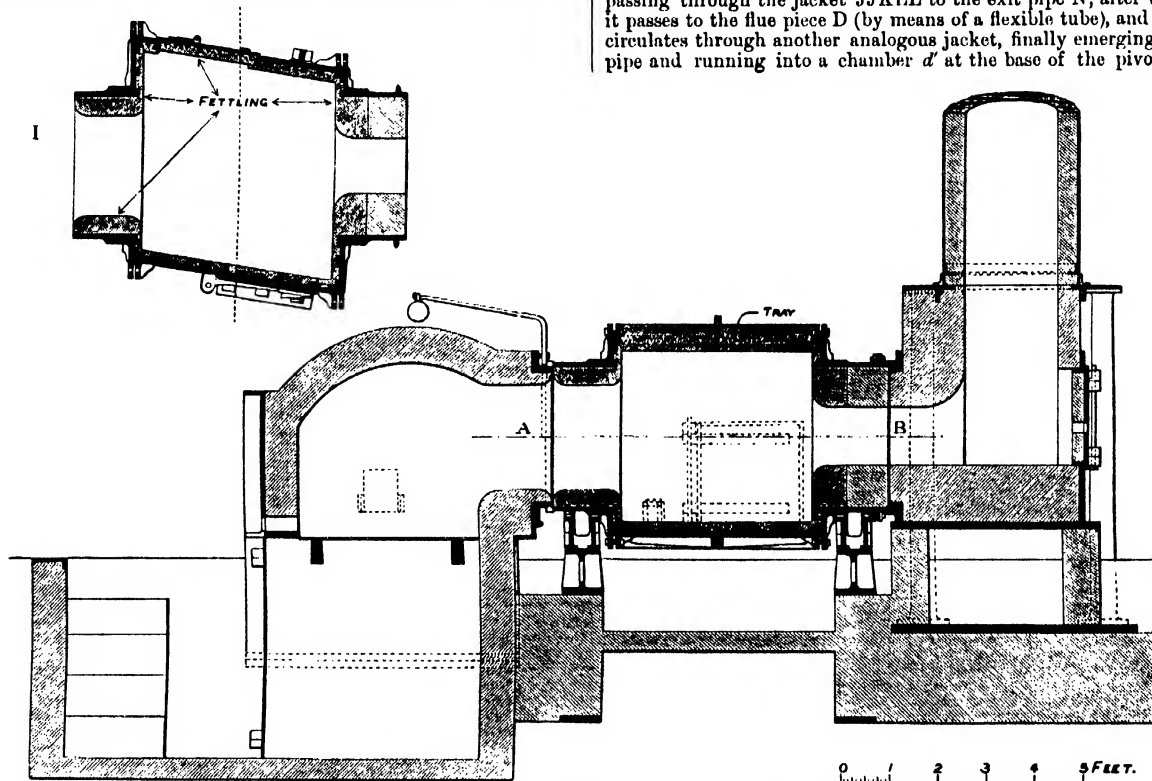 passing through the jacket JJKLL to the exit pipe N, after
it passes to the flue piece D (by means of a flexible tube), and
circulates through another analogous jacket, finally emerging
pipe and running into a chamber d′ at the base of the pivo
I
FETTLING
TRAY
A
B
0 1 2 3 4 5 FEET.